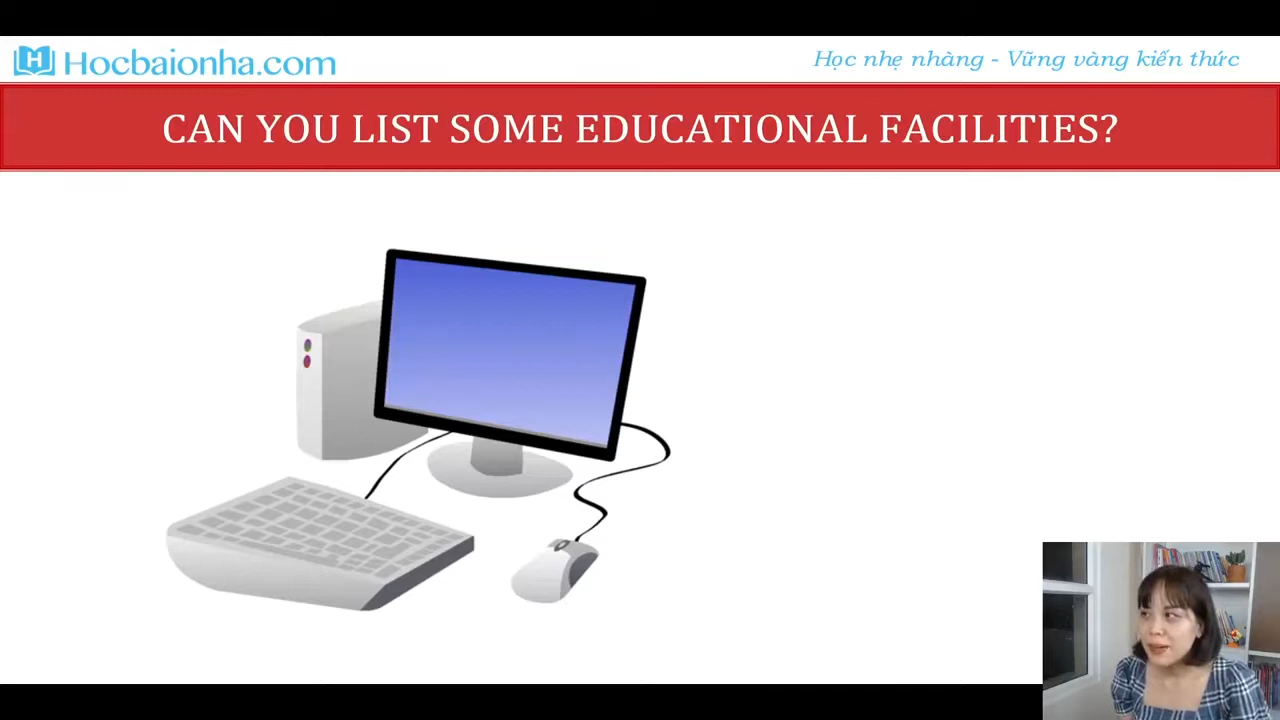 Hocbaionha.com
Học nhẹ nhàng - Vững vàng kiến thức
CAN YOU LIST SOME EDUCATIONAL FACILITIES?